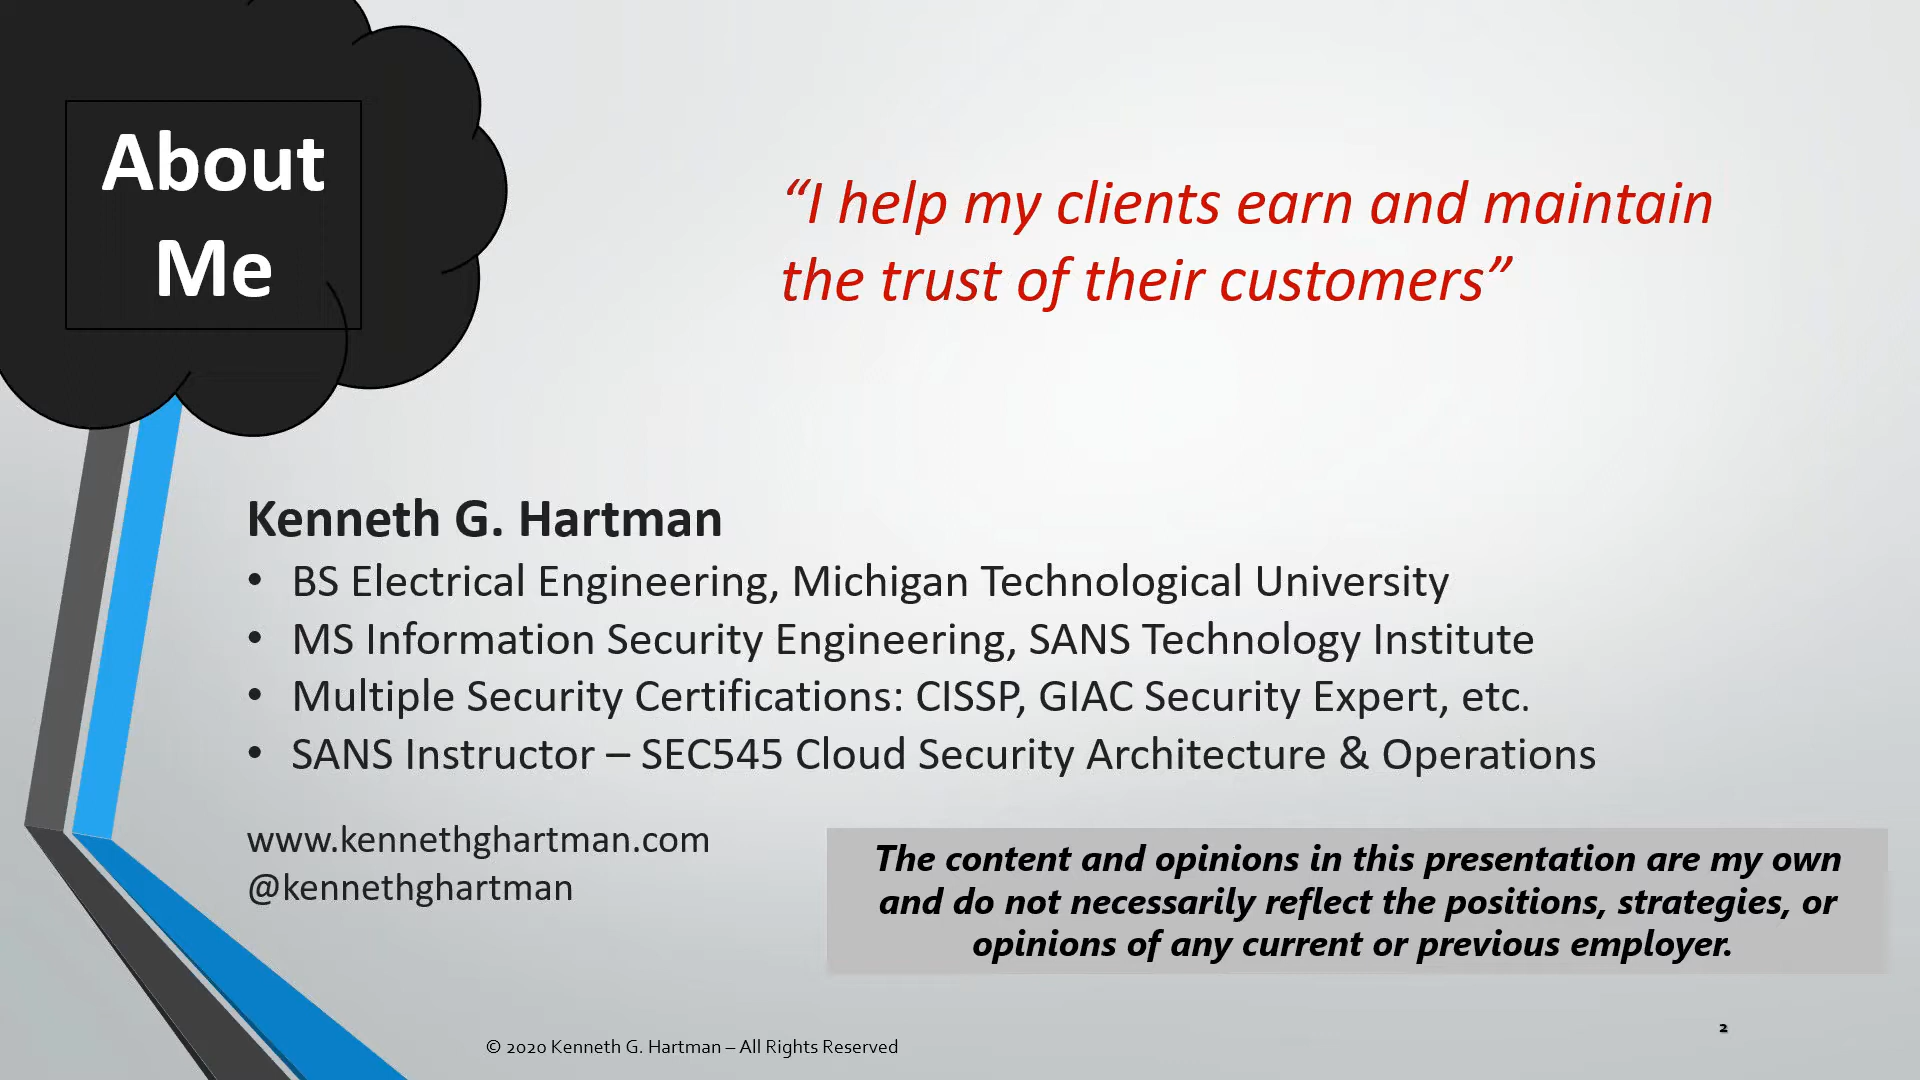 About
Me
“I help my clients earn and maintain
the trust of their customers”
Kenneth G. Hartman
• BS Electrical Engineering, Michigan Technological University
• MS Information Security Engineering, SANS Technology Institute
• Multiple Security Certifications: CISSP, GIAC Security Expert, etc.
• SANS Instructor – SEC545 Cloud Security Architecture & Operations
www.kennethghartman.com
@kennethghartman
The content and opinions in this presentation are my own
and do not necessarily reflect the positions, strategies, or
opinions of any current or previous employer.
© 2020 Kenneth G. Hartman – All Rights Reserved
2